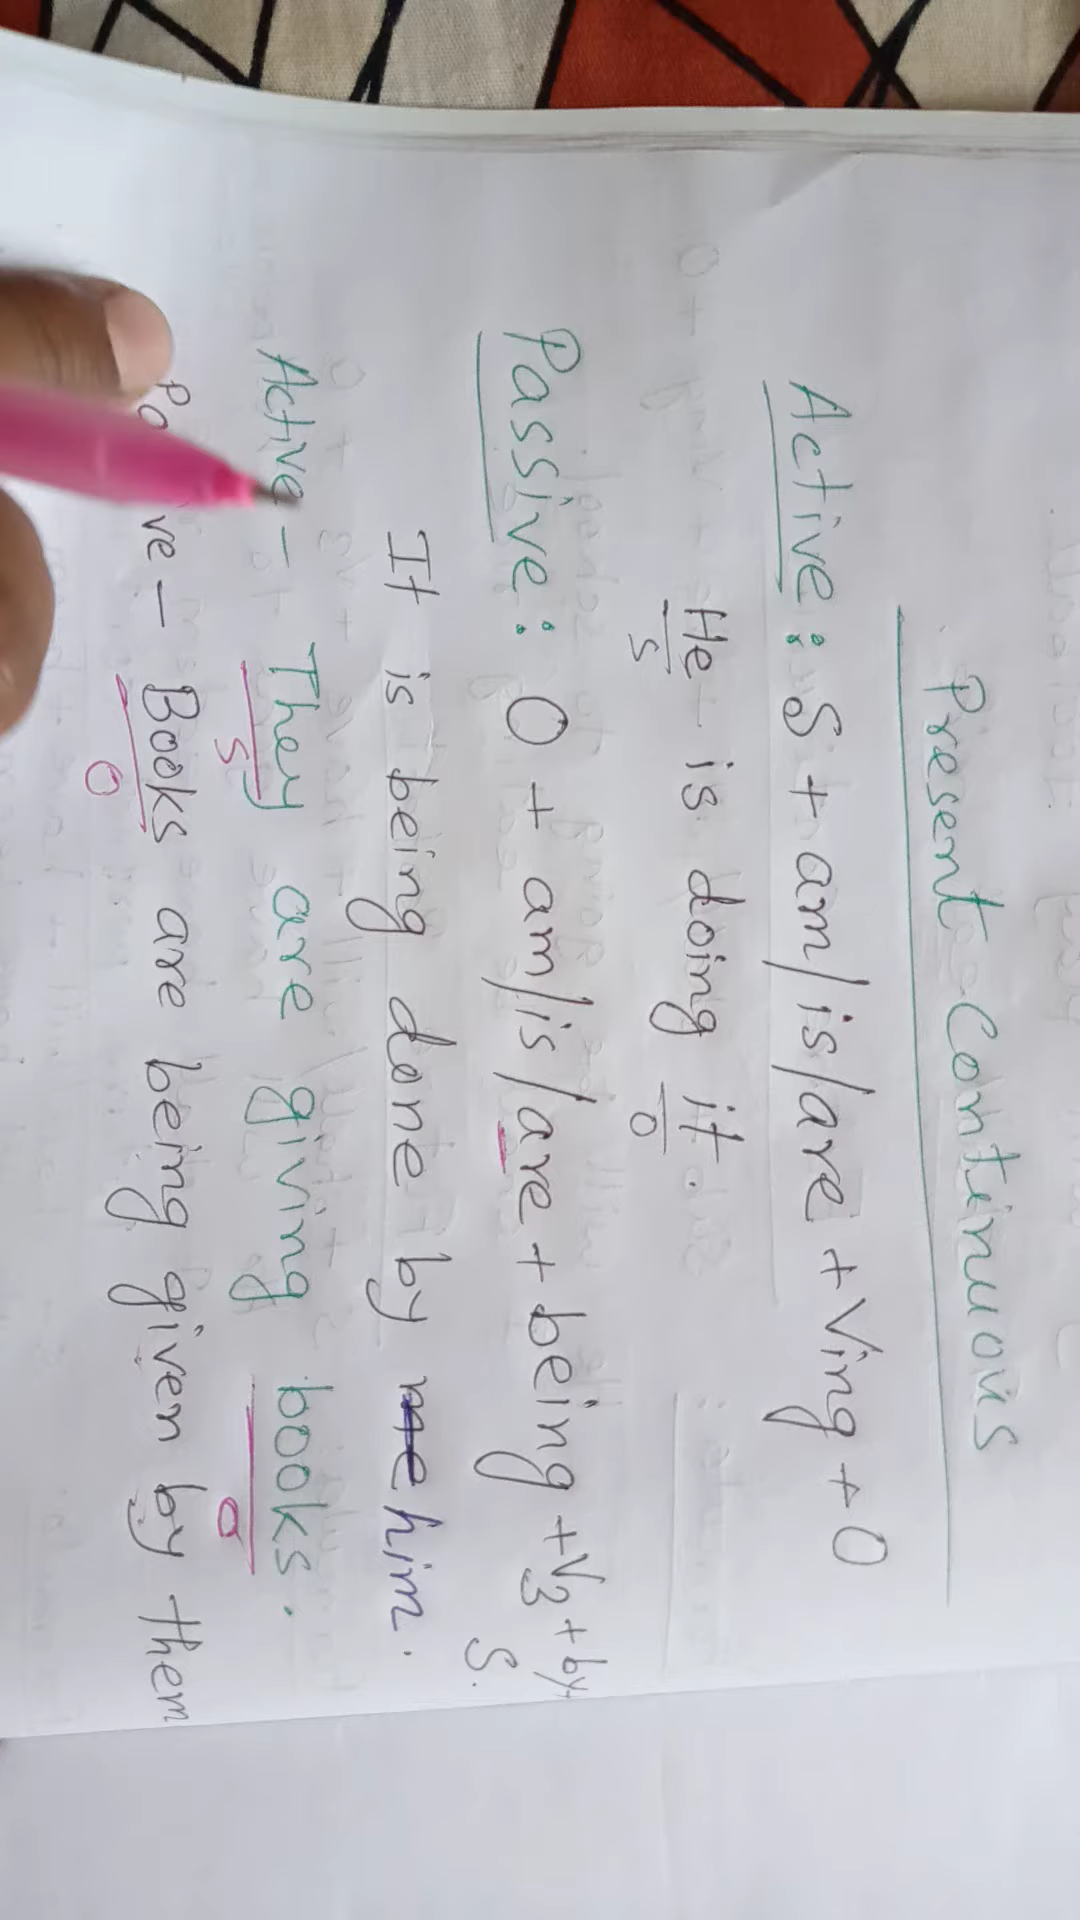 Present Continuous
Active: S + am/is/are + Ving + O
He is doing it.
S O
Passive: O + am/is/are + being + V3 + by+
S.
It is being done by him.
Active - They are giving books.
S O
Books are being given by them
O